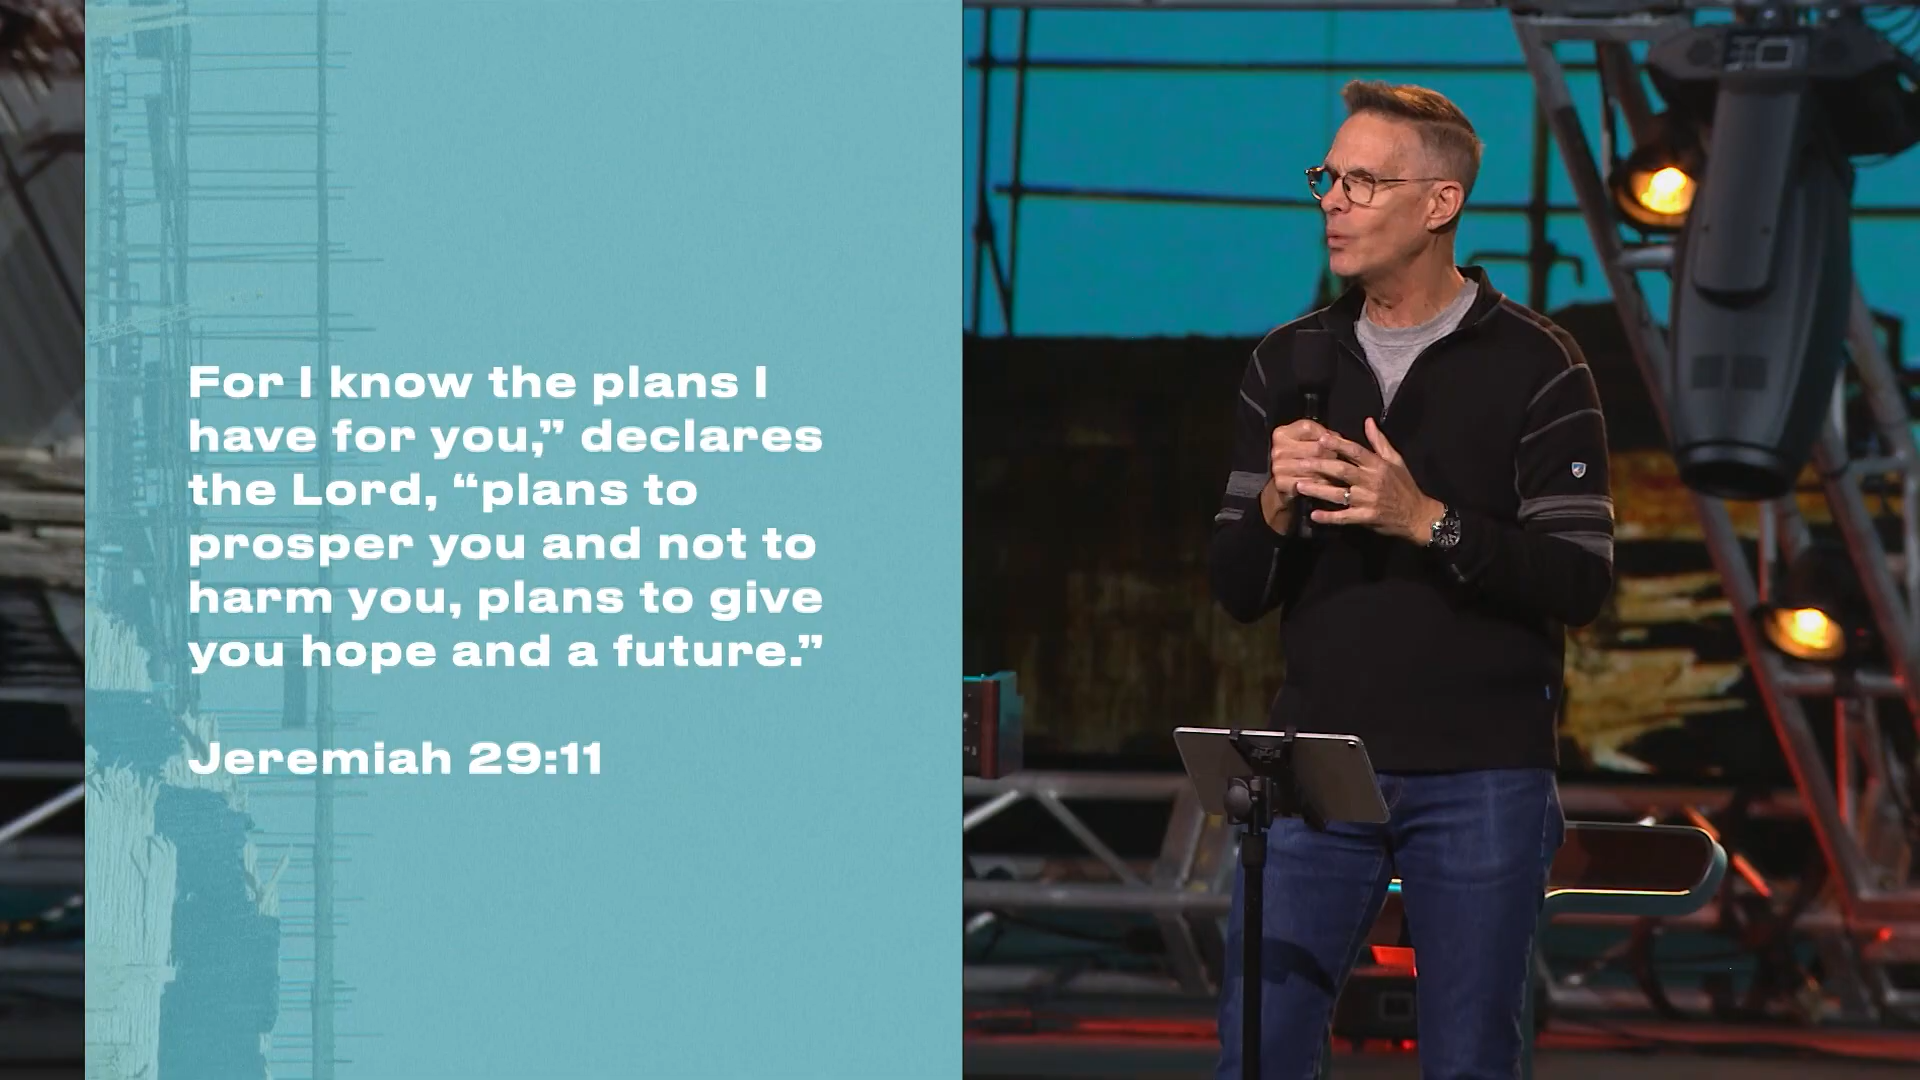 For I know the plans I
have for you,” declares
the Lord, “plans to
prosper you and not to
harm you, plans to give
you hope and a future.”
Jeremiah 29:11